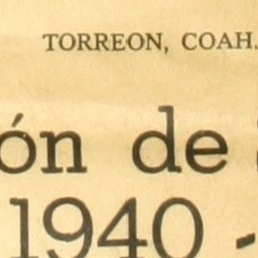 TORREON, COAH.
ón de
1940 -